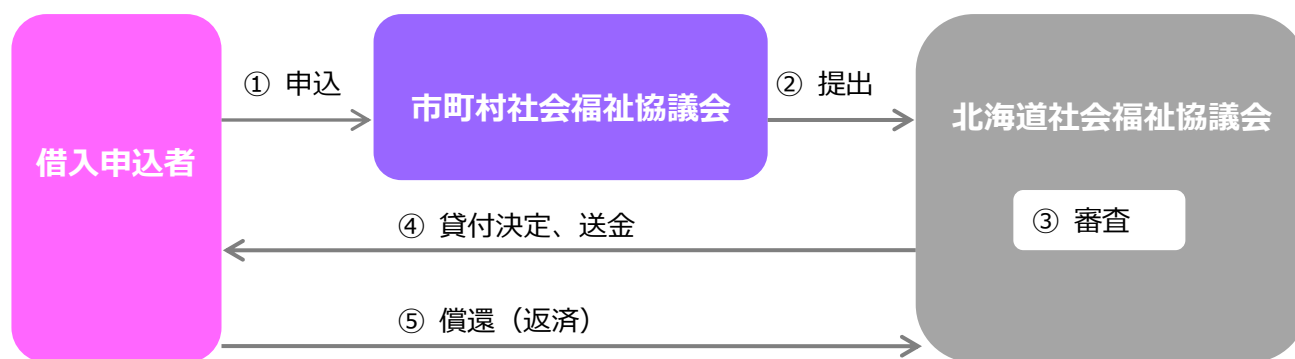 借入申込者
① 申込
市町村社会福祉協議会
② 提出
北海道社会福祉協議会
③ 審査
④ 貸付決定、送金
⑤ 償還（返済）